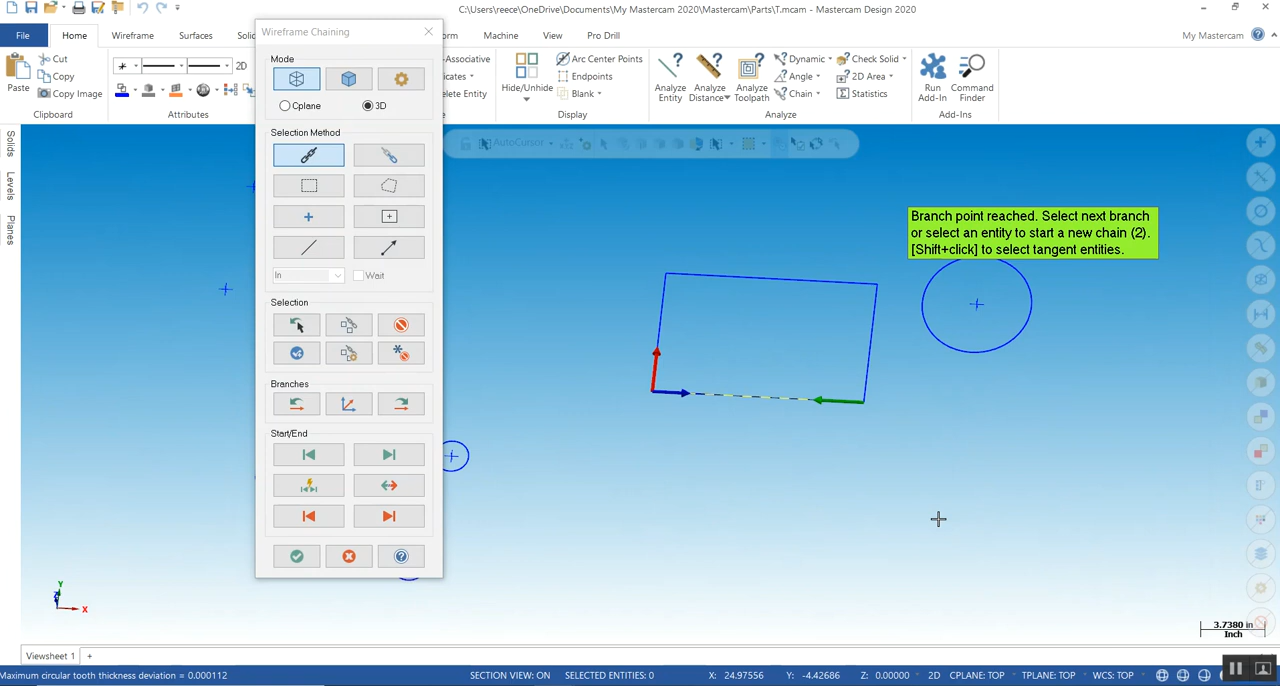 C:\Users\reece\OneDrive\Documents\My Mastercam 2020\Mastercam\Parts\T.mcam - Mastercam Design 2020
File
Home
Wireframe
Surfaces
Machine
View
Pro Drill
My Mastercam
Paste
Cut
Copy
Copy Image
Clipboard
2D
Attributes
Hide/Unhide
Arc Center Points
Endpoints
Blank
Display
Analyze Entity
Analyze Distance
Analyze Toolpath
Dynamic
Angle
Chain
Check Solid
2D Area
Statistics
Analyze
Run Add-In
Command Finder
Add-Ins
Wireframe Chaining
Mode
Cplane
3D
Selection Method
In
Wait
Selection
Branches
Start/End
Solids
Levels
Planes
AutoCursor
Branch point reached. Select next branch
or select an entity to start a new chain (2).
[Shift+click] to select tangent entities.
Y
X
3.7380 in
Inch
Viewsheet 1
+
Maximum circular tooth thickness deviation = 0.000112
SECTION VIEW: ON
SELECTED ENTITIES: 0
X: 24.97556
Y: -4.42686
Z: 0.00000
2D
CPLANE: TOP
TPLANE: TOP
WCS: TOP